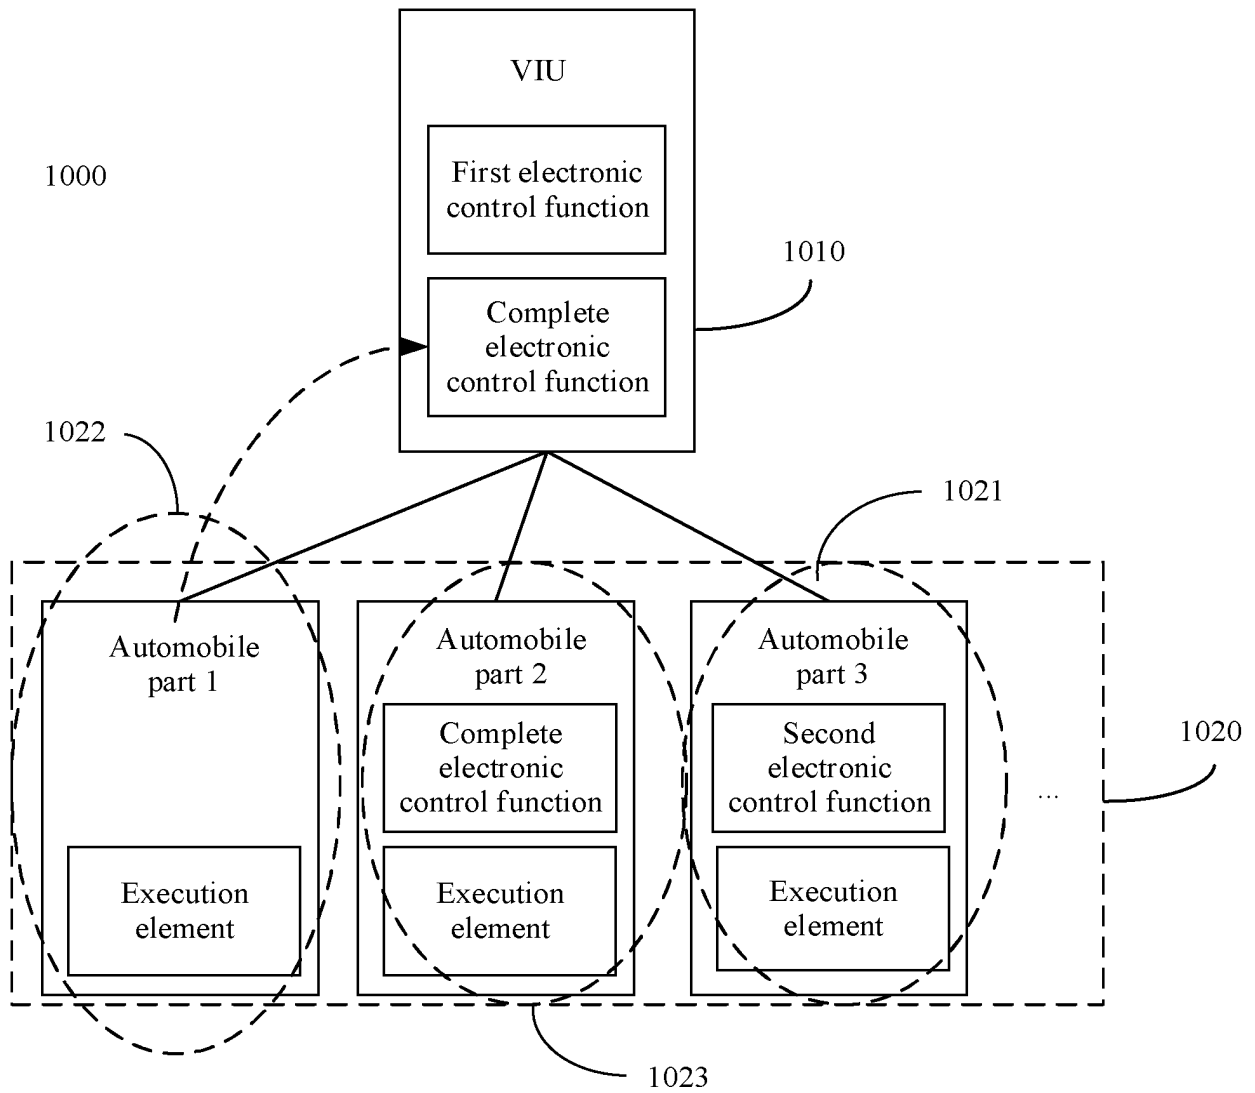 VIU
1000
First electronic
control function
1010
Complete
electronic
control function
1022
1021
Automobile
part 1
Automobile
part 2
Automobile
part 3
Complete
electronic
control function
Second
electronic
control function
1020
...
Execution
element
Execution
element
Execution
element
1023